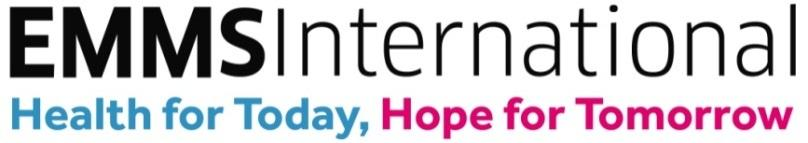 EMMSInternational
Health for Today, Hope for Tomorrow